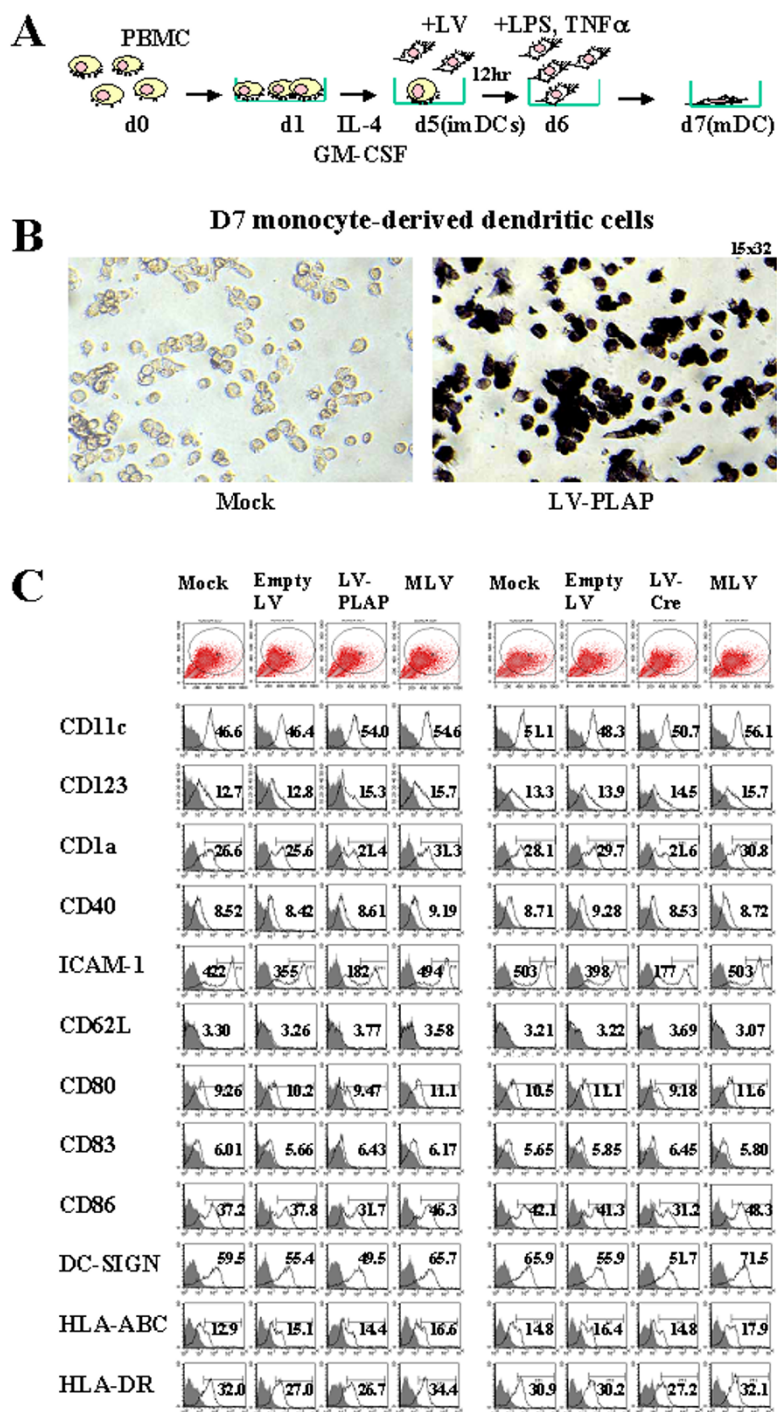 A
PBMC
+LV
+LPS, TNFα
12hr
d0
d1
IL-4
d5(imDCs)
d6
d7(mDC)
GM-CSF
D7 monocyte-derived dendritic cells
B
15x32
Mock
LV-PLAP
C
Mock Empty LV LV-PLAP MLV Mock Empty LV LV-Cre MLV
CD11c 46.6 46.4 54.0 54.6 51.1 48.3 50.7 56.1
CD123 12.7 12.8 15.3 15.7 13.3 13.9 14.5 15.7
CD1a 26.6 25.6 21.4 31.3 28.1 29.7 21.6 30.8
CD40 8.52 8.42 8.61 9.19 8.71 9.28 8.53 8.72
ICAM-1 422 355 182 494 503 398 177 503
CD62L 3.30 3.26 3.77 3.58 3.21 3.22 3.69 3.07
CD80 9.26 10.2 9.47 11.1 10.5 11.1 9.18 11.6
CD83 6.01 5.66 6.43 6.17 5.65 5.85 6.45 5.80
CD86 37.2 37.8 31.7 46.3 42.1 41.3 31.2 48.3
DC-SIGN 59.5 55.4 49.5 65.7 65.9 55.9 51.7 71.5
HLA-ABC 12.9 15.1 14.4 16.6 14.8 16.4 14.8 17.9
HLA-DR 32.0 27.0 26.7 34.4 30.9 30.2 27.2 32.1